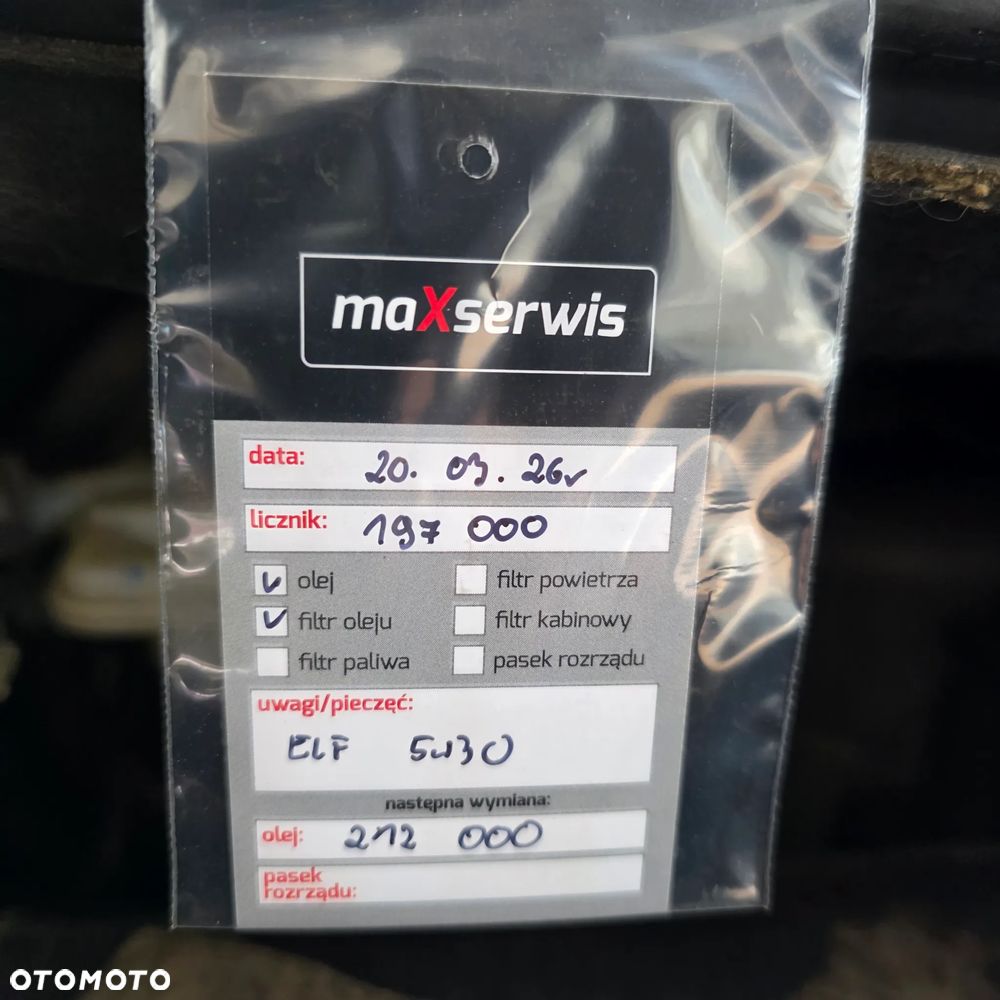 maXserwis
data: 20. 03. 26r
licznik: 197 000
olej filtr powietrza
filtr oleju filtr kabinowy
filtr paliwa pasek rozrządu
uwagi/pieczęć:
ELF 5W30
następna wymiana:
olej: 212 000
pasek
rozrządu:
OTOMOTO